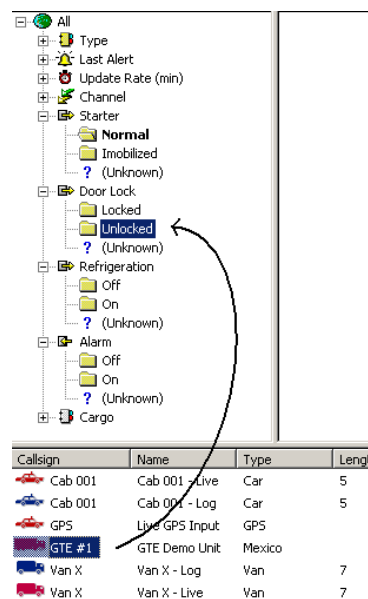 All
Type
Last Alert
Update Rate (min)
Channel
Starter
Normal
Imobilized
? (Unknown)
Door Lock
Locked
Unlocked
? (Unknown)
Refrigeration
Off
On
? (Unknown)
Alarm
Off
On
? (Unknown)
Cargo
Callsign Name Type Lengt
Cab 001 Cab 001 - Live Car 5
Cab 001 Cab 001 - Log Car 5
GPS Live GPS Input GPS
GTE #1 GTE Demo Unit Mexico
Van X Van X - Log Van 7
Van X Van X - Live Van 7